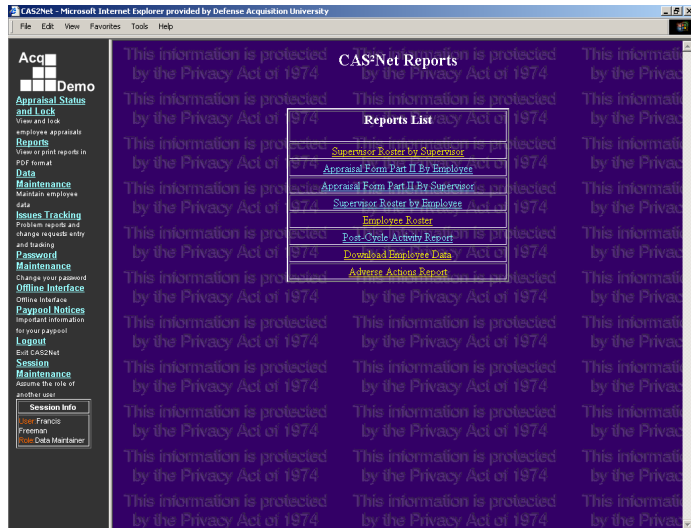 CAS2Net - Microsoft Internet Explorer provided by Defense Acquisition University
File Edit View Favorites Tools Help
Acq
Demo
Appraisal Status
and Lock
View and lock
employee appraisals
Reports
View or print reports in
PDF format
Data
Maintenance
Maintain employee
data
Issues Tracking
Problem reports and
change requests entry
and tracking
Password
Maintenance
Change your password
Offline Interface
Offline Interface
Paypool Notices
Important information
for your paypool
Logout
Exit CAS2Net
Session
Maintenance
Assume the role of
another user
Session Info
User:Francis
Freeman
Role:Data Maintainer
CAS²Net Reports
Reports List
Supervisor Roster by Supervisor
Appraisal Form Part II By Employee
Appraisal Form Part II By Supervisor
Supervisor Roster by Employee
Employee Roster
Post-Cycle Activity Report
Download Employee Data
Adverse Actions Report
This information is protected
by the Privacy Act of 1974